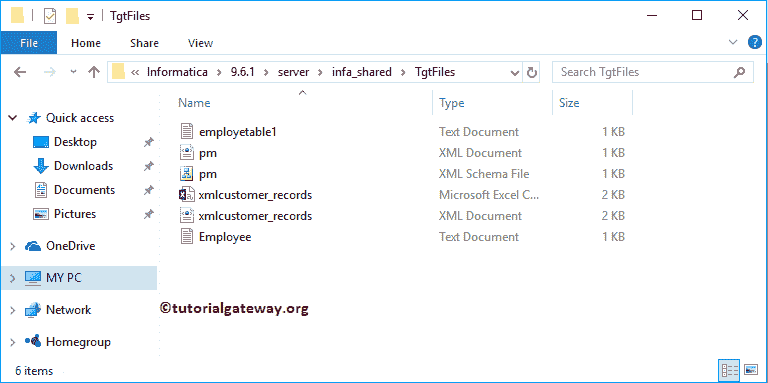 TgtFiles
File Home Share View
« Informatica > 9.6.1 > server > infa_shared > TgtFiles
Search TgtFiles
Quick access
Desktop
Downloads
Documents
Pictures
OneDrive
MY PC
Network
Homegroup
Name Type Size
employetable1 Text Document 1 KB
pm XML Document 1 KB
pm XML Schema File 1 KB
xmlcustomer_records Microsoft Excel C... 2 KB
xmlcustomer_records XML Document 2 KB
Employee Text Document 1 KB
©tutorialgateway.org
6 items